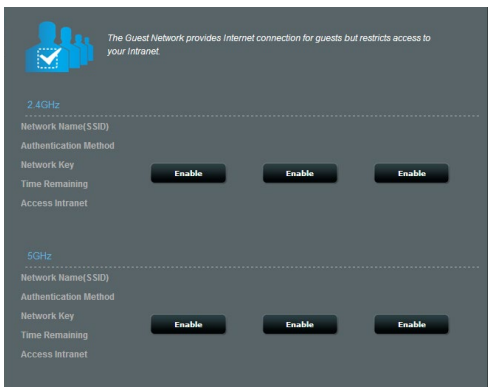 The Guest Network provides Internet connection for guests but restricts access to
your Intranet.
2.4GHz
Network Name(SSID)
Authentication Method
Network Key
Enable Enable Enable
Time Remaining
Access Intranet
5GHz
Network Name(SSID)
Authentication Method
Network Key
Enable Enable Enable
Time Remaining
Access Intranet